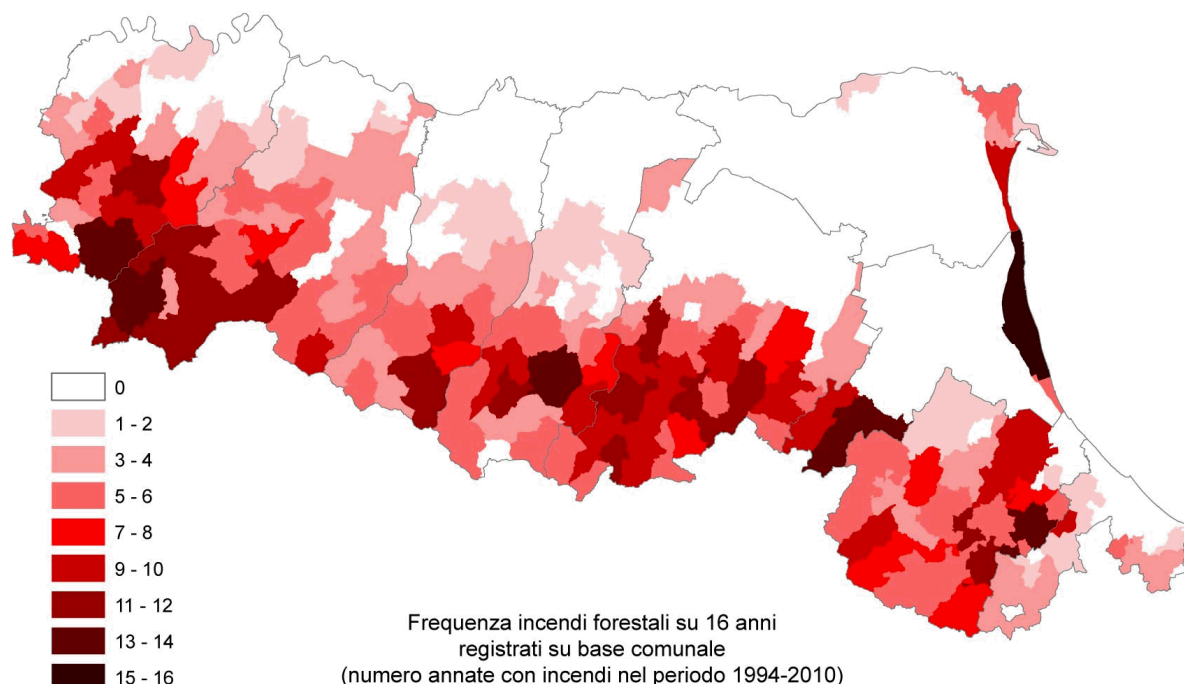 0
1 - 2
3 - 4
5 - 6
7 - 8
9 - 10
11 - 12
13 - 14
15 - 16
Frequenza incendi forestali su 16 anni
registrati su base comunale
(numero annate con incendi nel periodo 1994-2010)